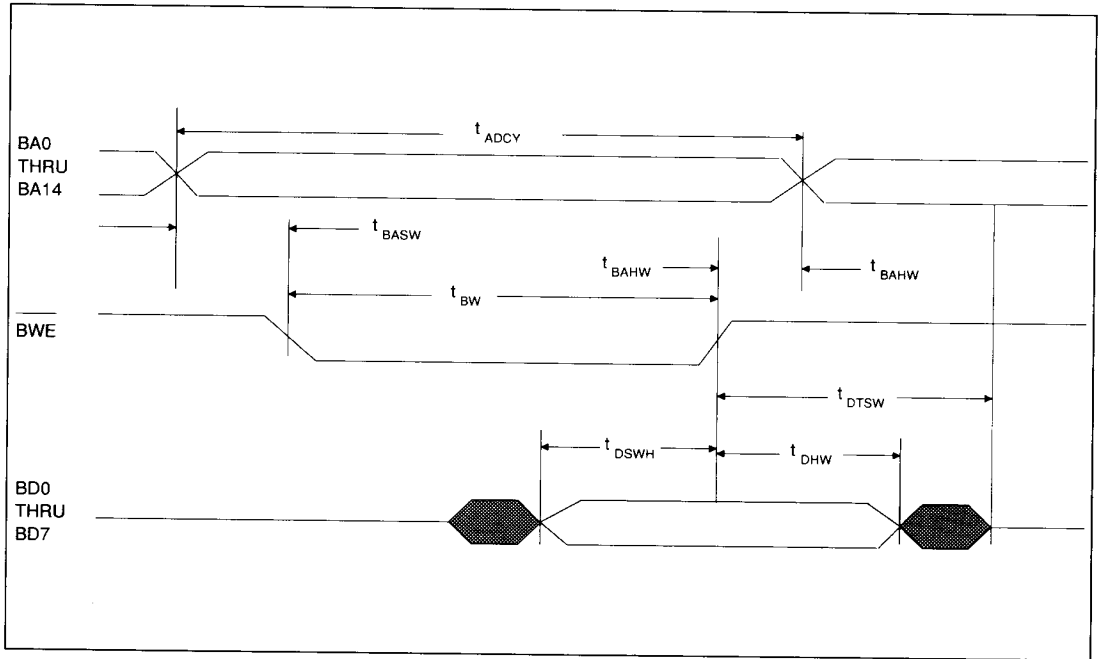 t ADCY
BA0
THRU
BA14
t BASW
t BAHW
t BAHW
t BW
BWE
t DTSW
t DSWH
t DHW
BD0
THRU
BD7